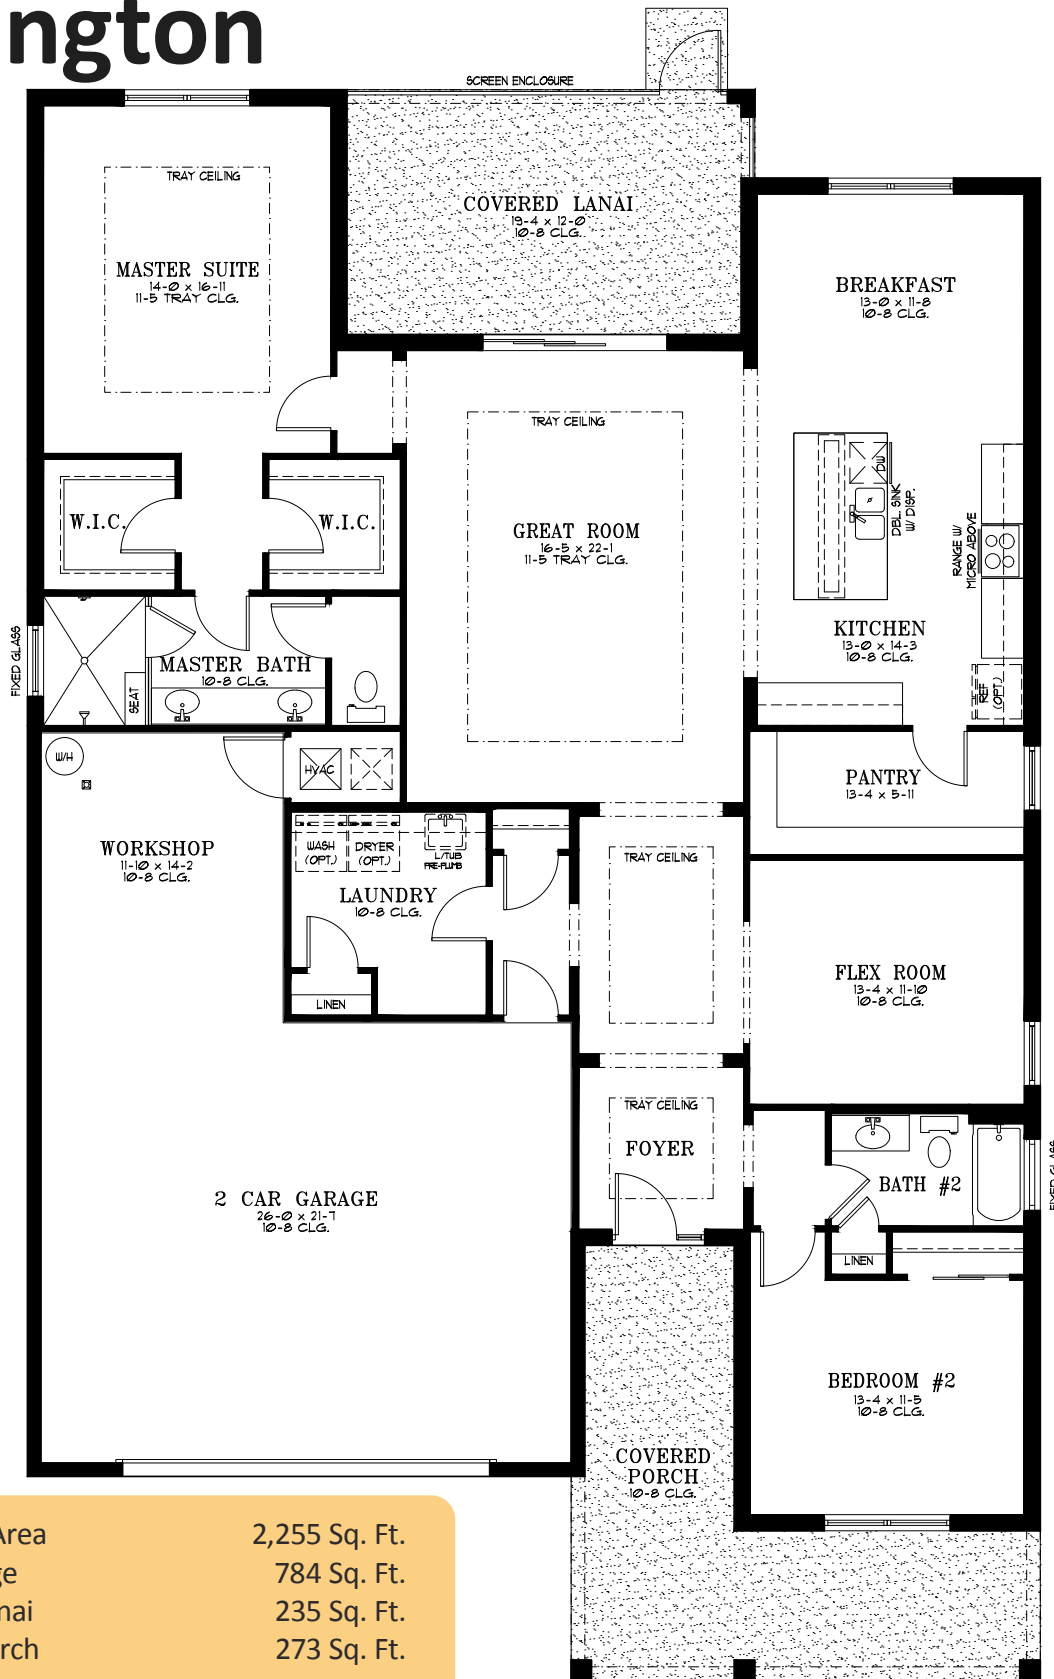 ngton
SCREEN ENCLOSURE
TRAY CEILING
MASTER SUITE
14-0 x 16-11
11-5 TRAY CLG.
COVERED LANAI
19-4 x 12-0
10-8 CLG.
BREAKFAST
13-0 x 11-8
10-8 CLG.
TRAY CEILING
GREAT ROOM
16-5 x 22-1
11-5 TRAY CLG.
W.I.C.
W.I.C.
DW
DBL. SINK
W/ DISP.
RANGE W/
MICRO ABOVE
KITCHEN
13-0 x 14-3
10-8 CLG.
REF
(OPT.)
FIXED GLASS
SEAT
MASTER BATH
10-8 CLG.
W/H
HVAC
PANTRY
13-4 x 5-11
WORKSHOP
11-10 x 14-2
10-8 CLG.
WASH
(OPT.)
DRYER
(OPT.)
L/TUB
PRE-PLUMB
LAUNDRY
10-8 CLG.
LINEN
TRAY CEILING
FLEX ROOM
13-4 x 11-10
10-8 CLG.
TRAY CEILING
FOYER
BATH #2
FIXED GLASS
LINEN
2 CAR GARAGE
26-0 x 21-7
10-8 CLG.
BEDROOM #2
13-4 x 11-5
10-8 CLG.
COVERED
PORCH
10-8 CLG.
Area 2,255 Sq. Ft.
ge 784 Sq. Ft.
nai 235 Sq. Ft.
rch 273 Sq. Ft.